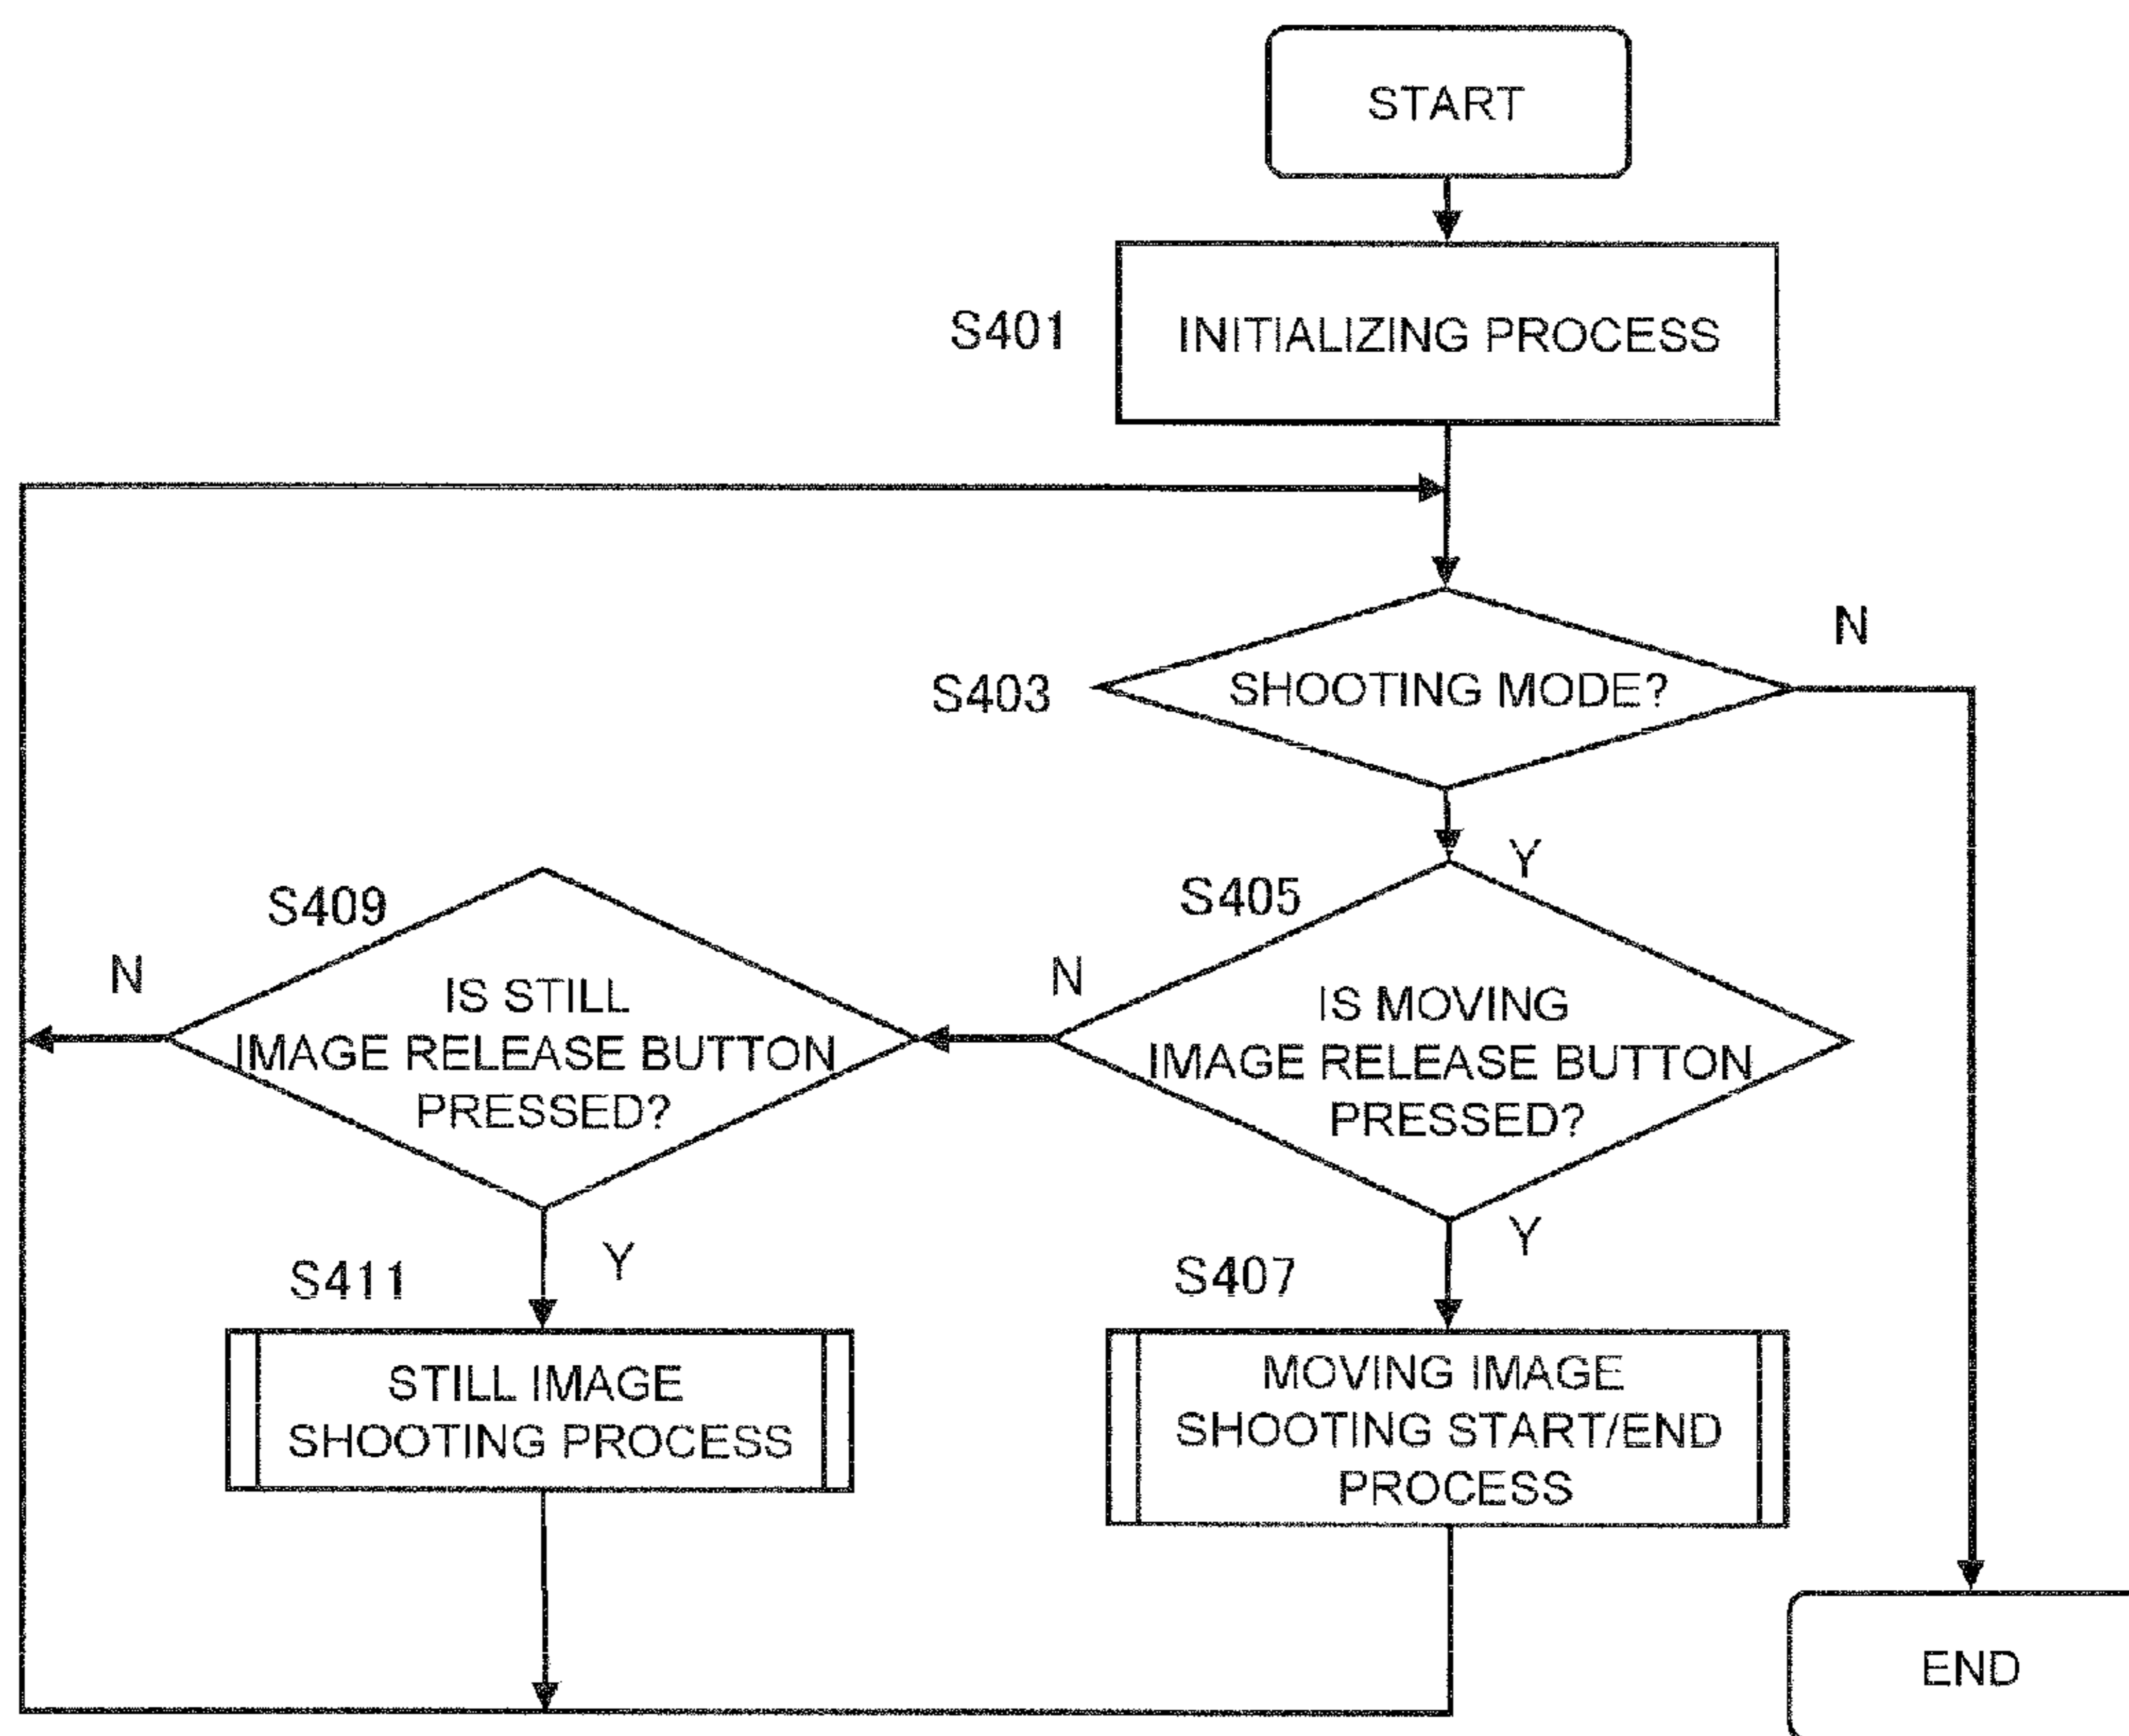 START
S401
INITIALIZING PROCESS
S403
SHOOTING MODE?
N
Y
S405
IS MOVING
IMAGE RELEASE BUTTON
PRESSED?
N
Y
S409
IS STILL
IMAGE RELEASE BUTTON
PRESSED?
N
Y
S411
STILL IMAGE
SHOOTING PROCESS
S407
MOVING IMAGE
SHOOTING START/END
PROCESS
END